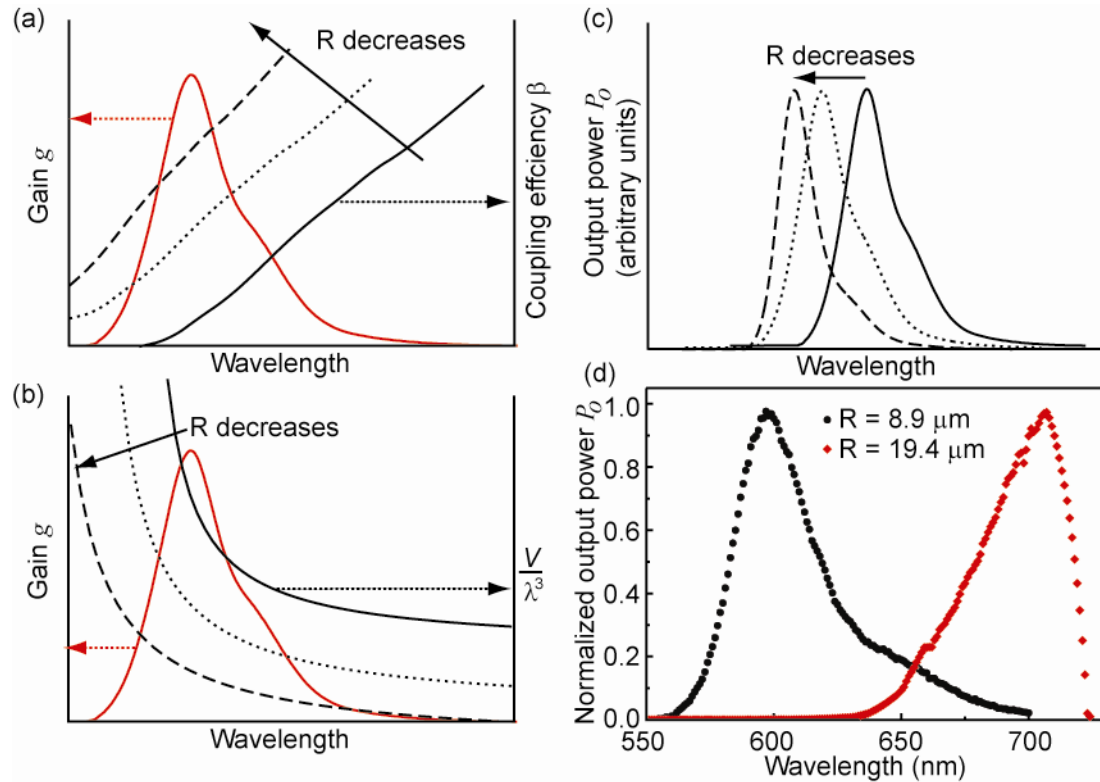 (a)
R decreases
Gain g
Coupling effciency β
Wavelength
(b)
R decreases
Gain g
V/λ³
Wavelength
(c)
R decreases
Output power P_O
(arbitrary units)
Wavelength
(d)
Normalized output power P_O
1.0
0.8
0.6
0.4
0.2
0.0
R = 8.9 μm
R = 19.4 μm
550 600 650 700
Wavelength (nm)